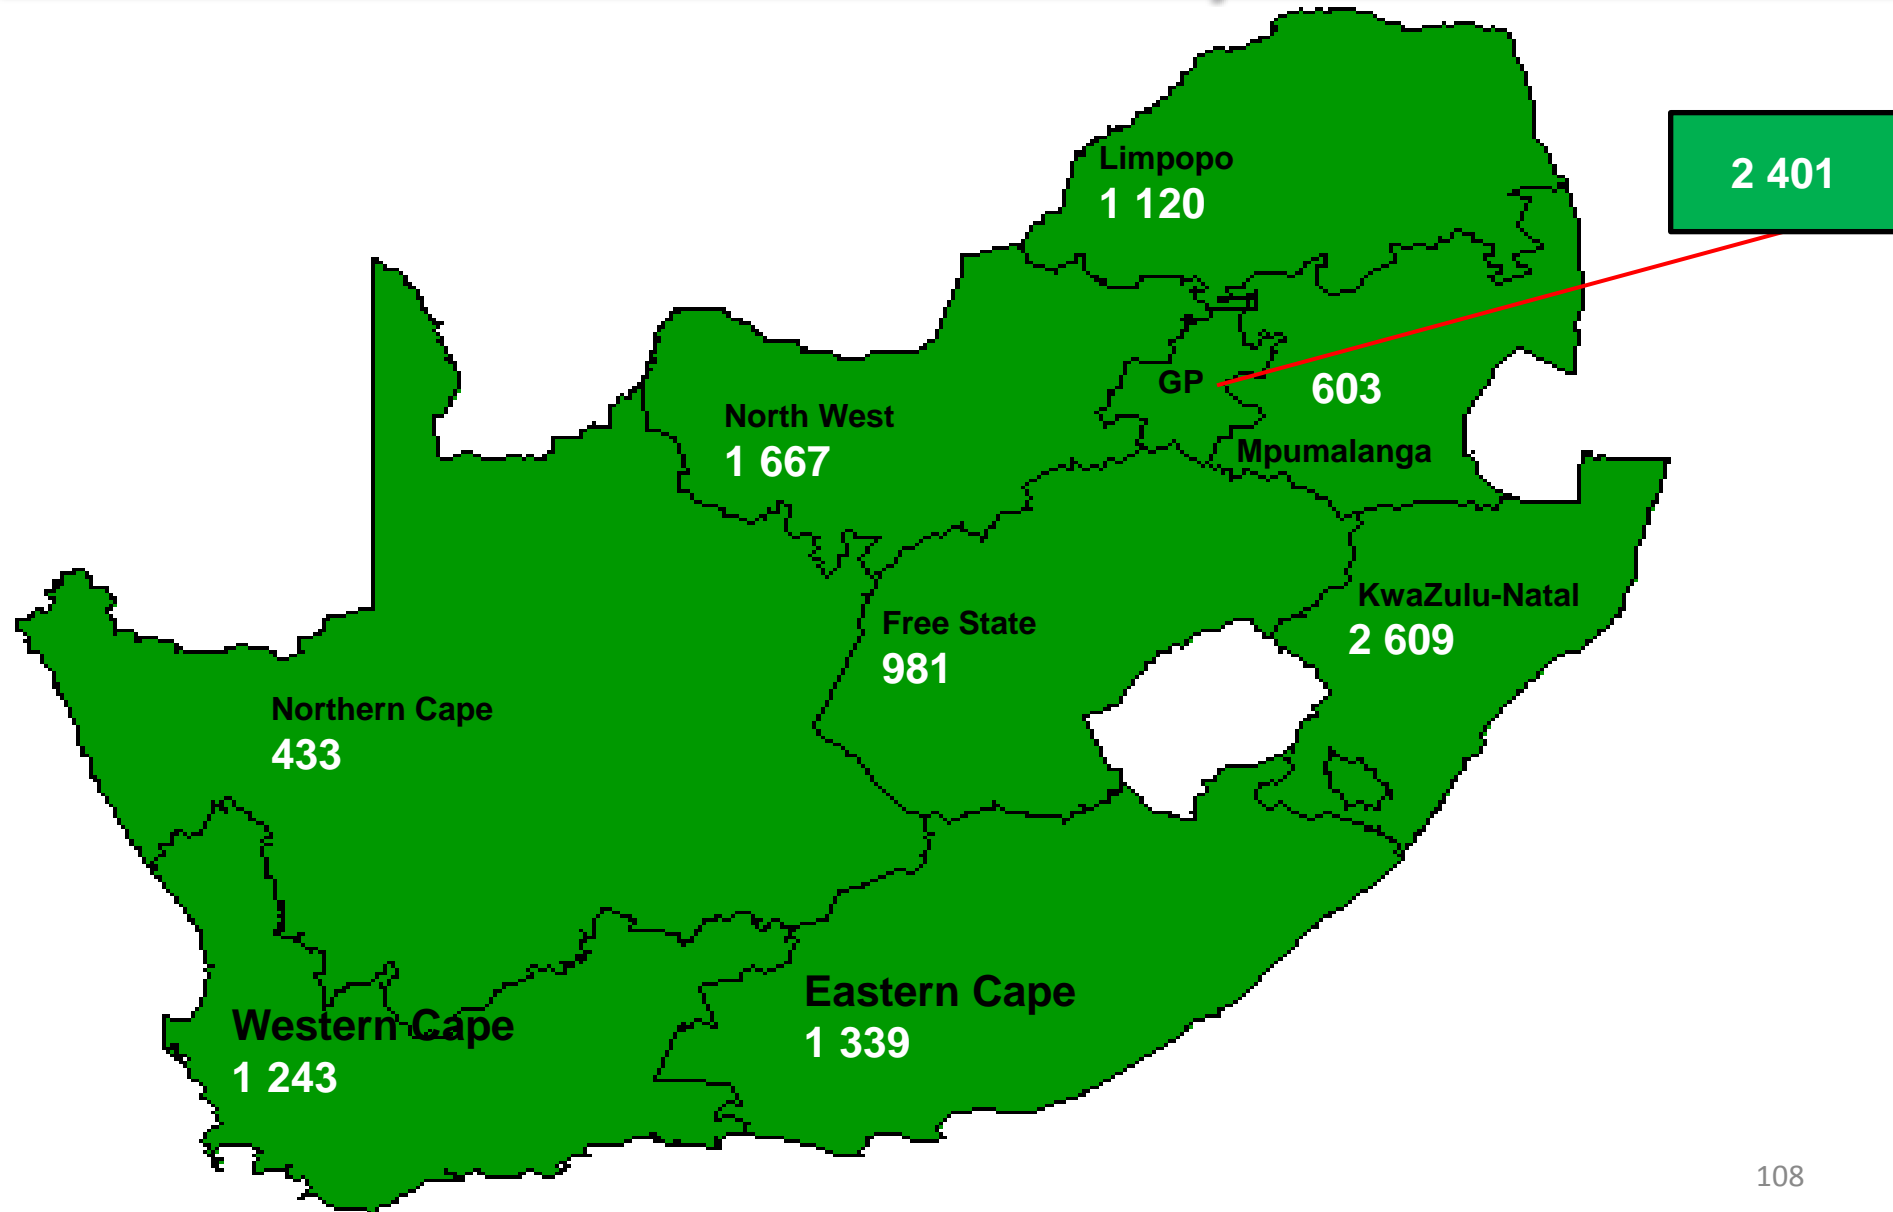 Limpopo
1 120
2 401
GP
603
North West
1 667
Mpumalanga
KwaZulu-Natal
2 609
Free State
981
Northern Cape
433
Eastern Cape
1 339
Western Cape
1 243
108